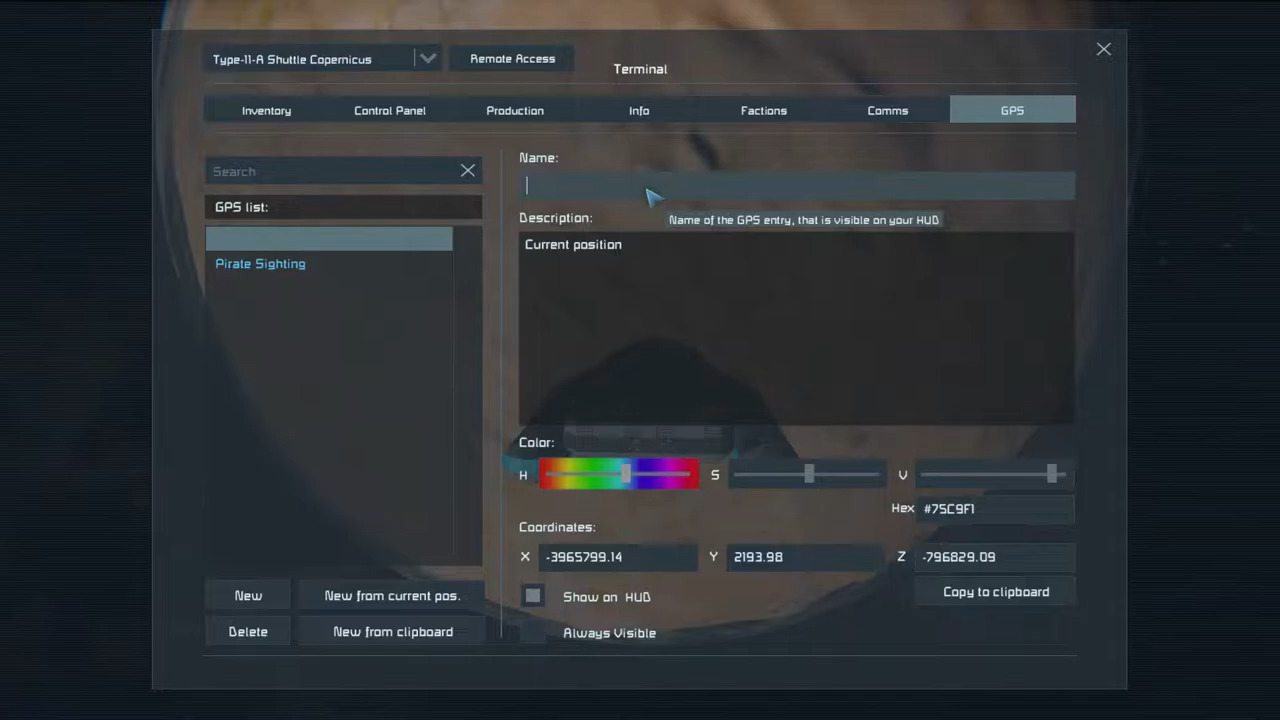 Type-11-A Shuttle Copernicus
Remote Access
Terminal
Inventory
Control Panel
Production
Info
Factions
Comms
GPS
Search
GPS list:
Pirate Sighting
Name:
Name of the GPS entry, that is visible on your HUD
Description:
Current position
Color:
H
S
V
Hex #75C9F1
Coordinates:
X -3965799.14
Y 2193.98
Z -796829.09
Show on HUD
Copy to clipboard
Always Visible
New
New from current pos.
Delete
New from clipboard